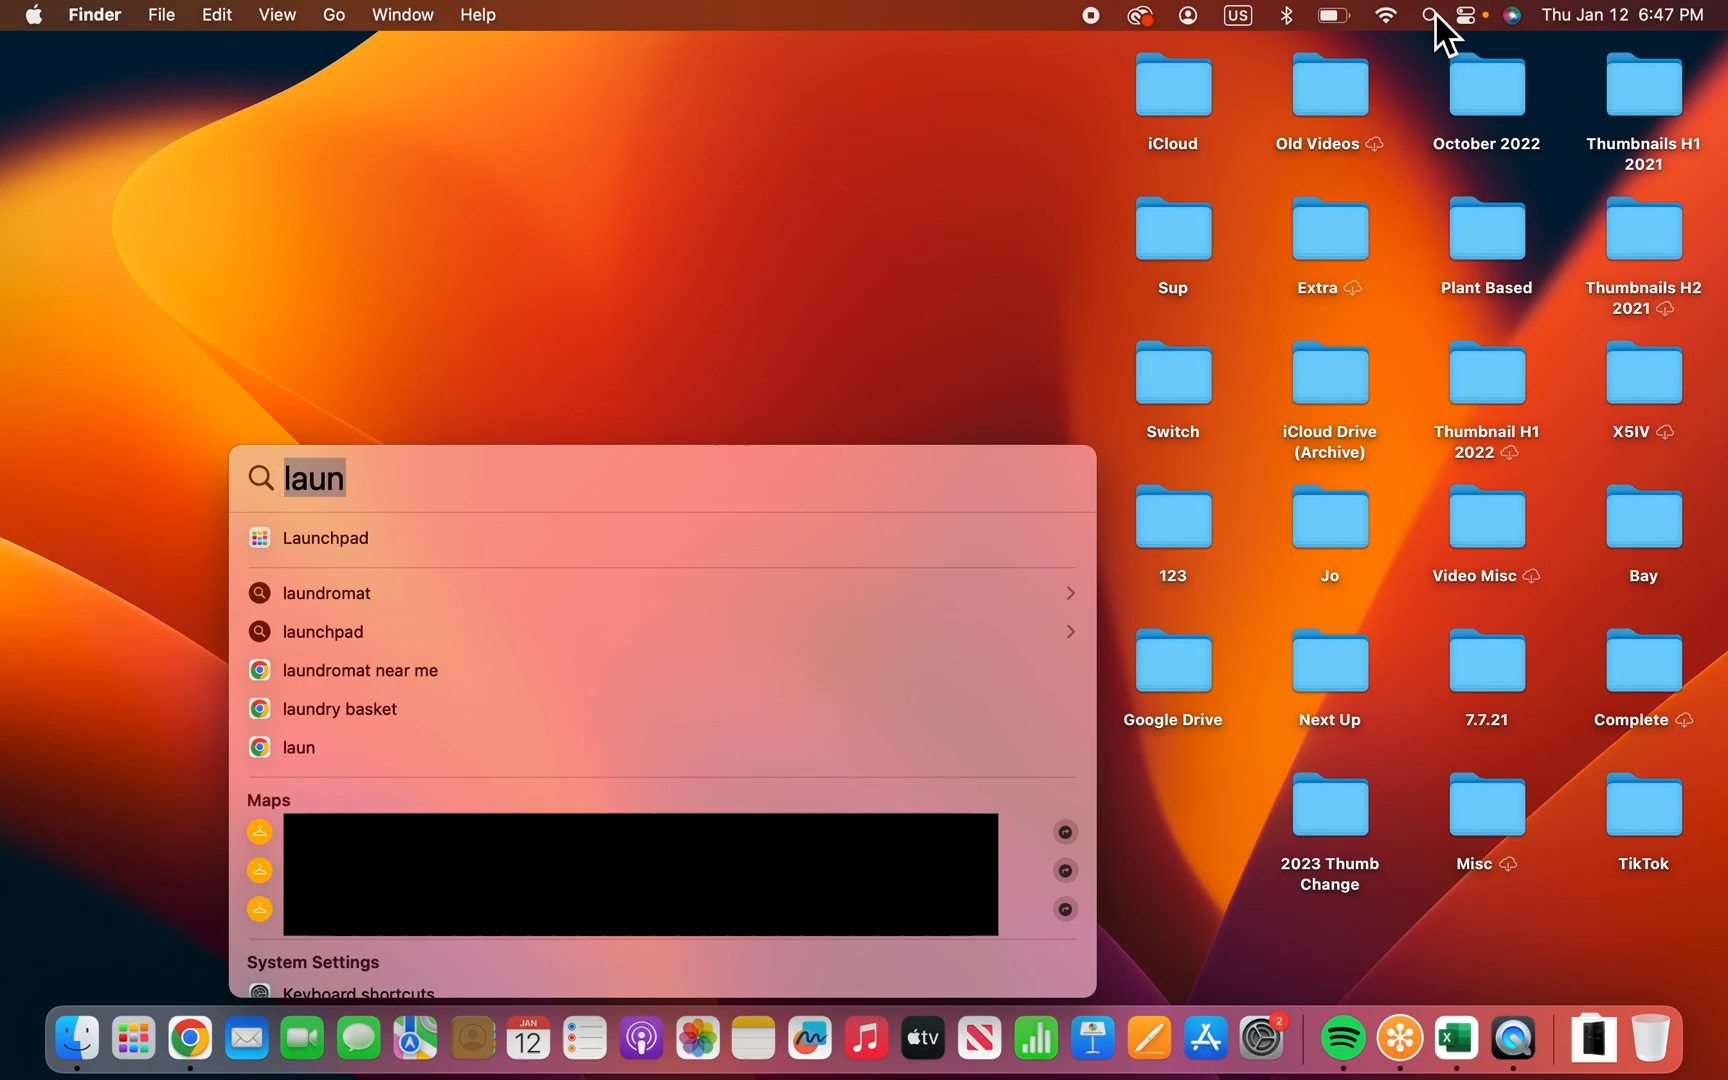 Finder File Edit View Go Window Help US Thu Jan 12 6:47 PM
iCloud Old Videos October 2022 Thumbnails H1
2021
Sup Extra Plant Based Thumbnails H2
2021
Switch iCloud Drive Thumbnail H1 X5IV
(Archive) 2022
123 Jo Video Misc Bay
Google Drive Next Up 7.7.21 Complete
2023 Thumb Misc TikTok
Change
laun
Launchpad
laundromat
launchpad
laundromat near me
laundry basket
laun
Maps
System Settings
Keyboard shortcuts
JAN
12
tv
2
X